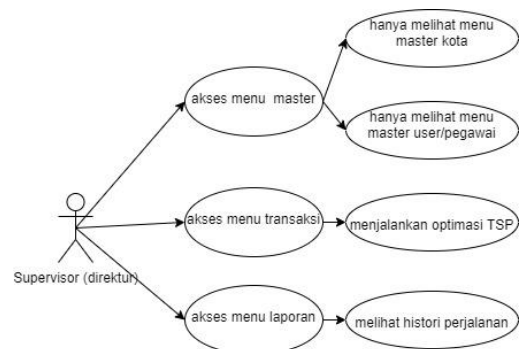 hanya melihat menu
master kota
akses menu master
hanya melihat menu
master user/pegawai
akses menu transaksi
menjalankan optimasi TSP
Supervisor (direktur)
akses menu laporan
melihat histori perjalanan